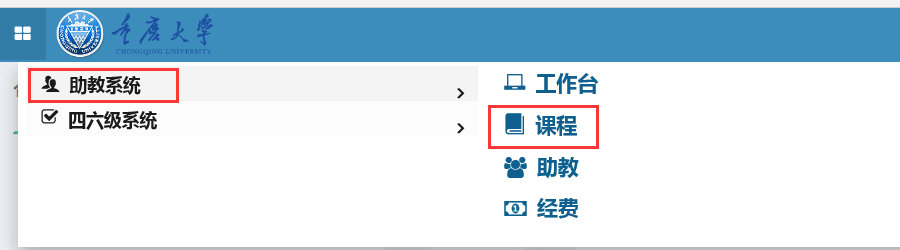 重庆大学
CHONGQING UNIVERSITY
助教系统
四六级系统
工作台
课程
助教
经费